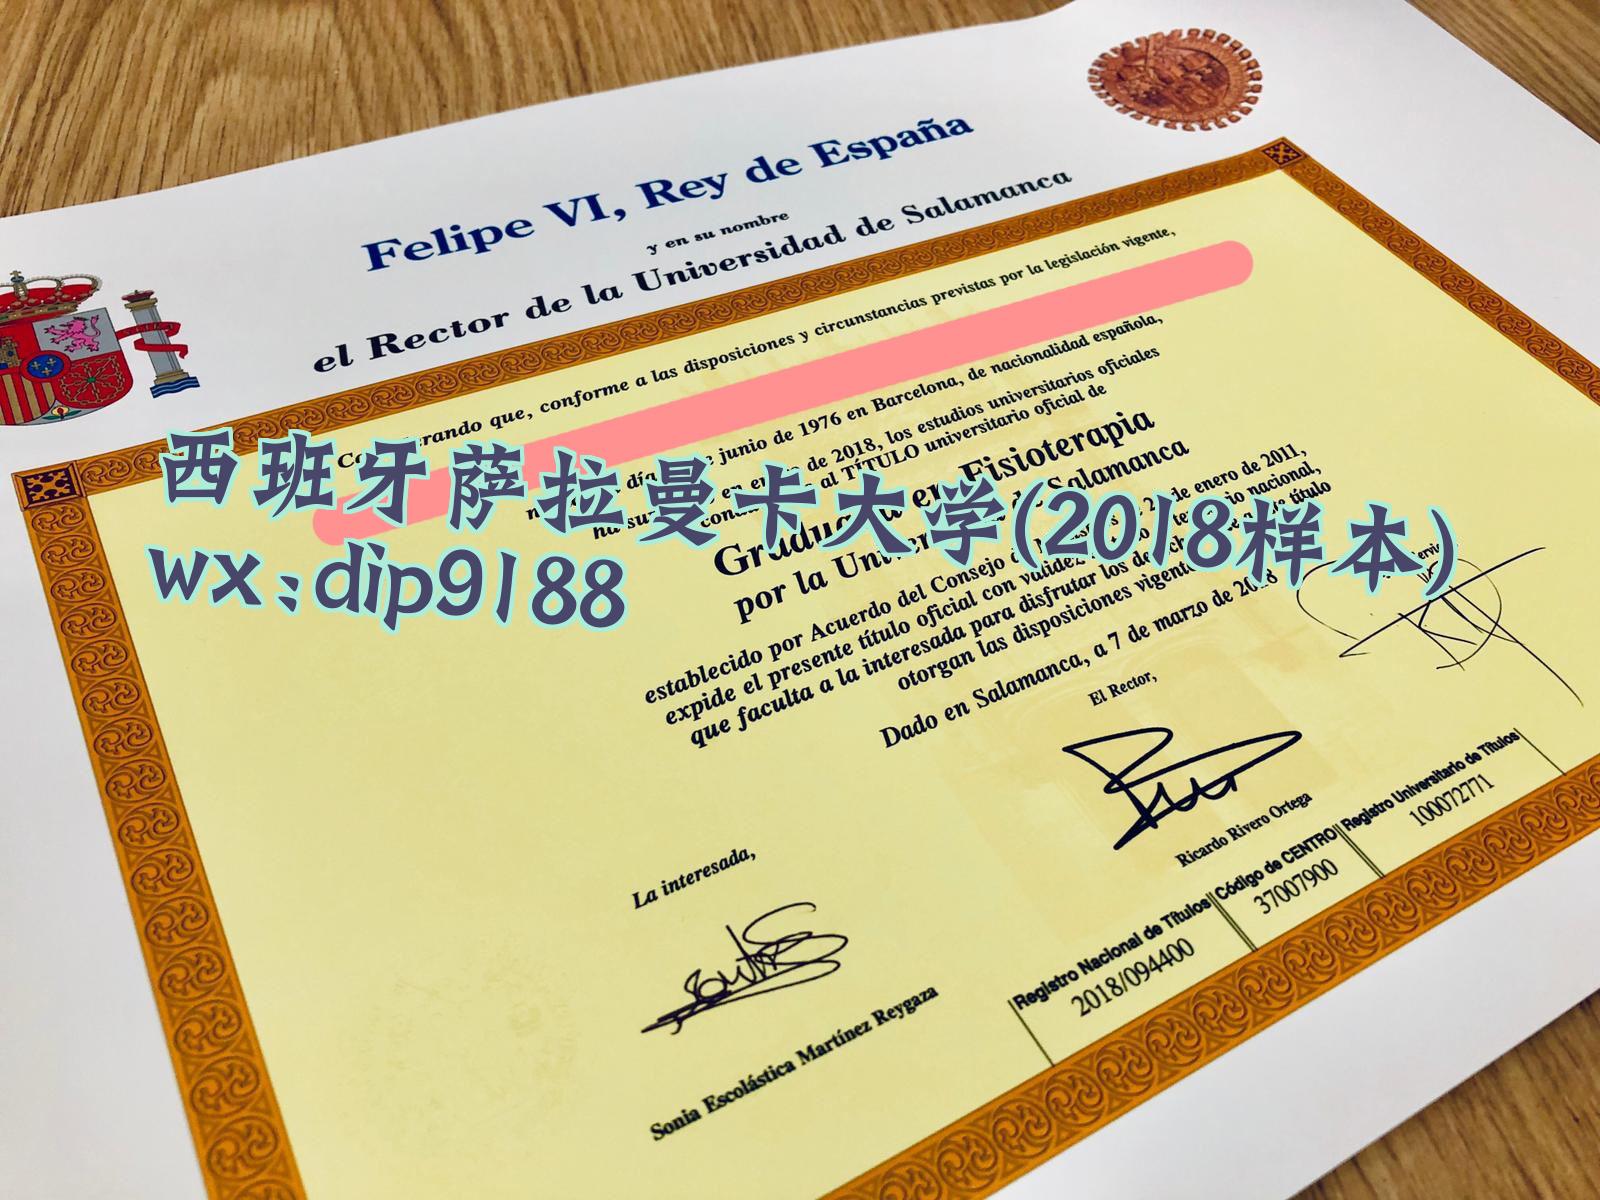 Felipe VI, Rey de España
y en su nombre
el Rector de la Universidad de Salamanca
que, conforme a las disposiciones y circunstancias previstas por la legislación vigente,
junio de 1976 en Barcelona, de nacionalidad española,
de 2018, los estudios universitarios oficiales
al TÍTULO universitario oficial de
en Fisioterapia
por la Salamanca
establecido por Acuerdo del Consejo de enero de 2011,
expide el presente título oficial con validez nacional,
que faculta a la interesada para disfrutar los título
otorgan las disposiciones
Dado en Salamanca, a 7 de marzo de
El Rector,
西班牙萨拉曼卡大学(2018样本)
wx:dip9188
Ricardo Rivero Ortega
La interesada,
Sonia Escolástica Martínez Reygaza
Registro Nacional de Títulos
2018/094400
Código de CENTRO
37007900
Registro Universitario de Títulos
100072771